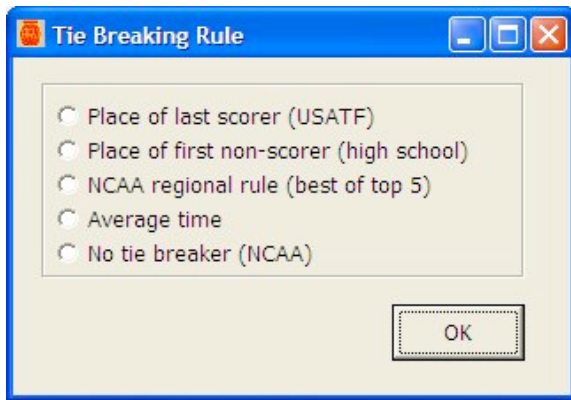 Tie Breaking Rule
Place of last scorer (USATF)
Place of first non-scorer (high school)
NCAA regional rule (best of top 5)
Average time
No tie breaker (NCAA)
OK